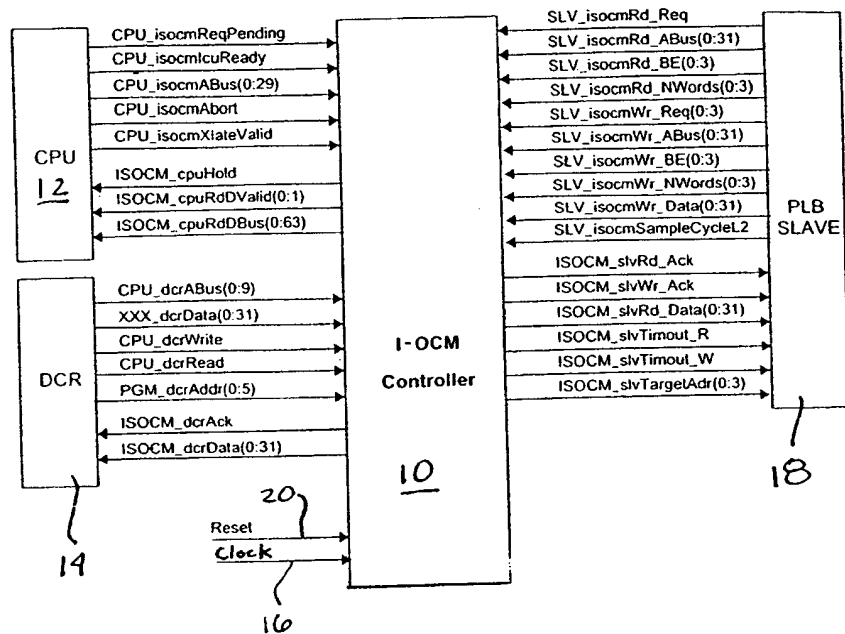 CPU_isocmReqPending
CPU_isocmIcuReady
CPU_isocmABus(0:29)
CPU_isocmAbort
CPU_isocmXlateValid
CPU
12
ISOCM_cpuHold
ISOCM_cpuRdDValid(0:1)
ISOCM_cpuRdDBus(0:63)
CPU_dcrABus(0:9)
XXX_dcrData(0:31)
CPU_dcrWrite
CPU_dcrRead
DCR
PGM_dcrAddr(0:5)
ISOCM_dcrAck
ISOCM_dcrData(0:31)
14
I-OCM
Controller
10
20
Reset
Clock
16
SLV_isocmRd_Req
SLV_isocmRd_ABus(0:31)
SLV_isocmRd_BE(0:3)
SLV_isocmRd_NWords(0:3)
SLV_isocmWr_Req(0:3)
SLV_isocmWr_ABus(0:31)
SLV_isocmWr_BE(0:3)
SLV_isocmWr_NWords(0:3)
SLV_isocmWr_Data(0:31)
SLV_isocmSampleCycleL2
PLB
SLAVE
ISOCM_slvRd_Ack
ISOCM_slvWr_Ack
ISOCM_slvRd_Data(0:31)
ISOCM_slvTimout_R
ISOCM_slvTimout_W
ISOCM_slvTargetAdr(0:3)
18